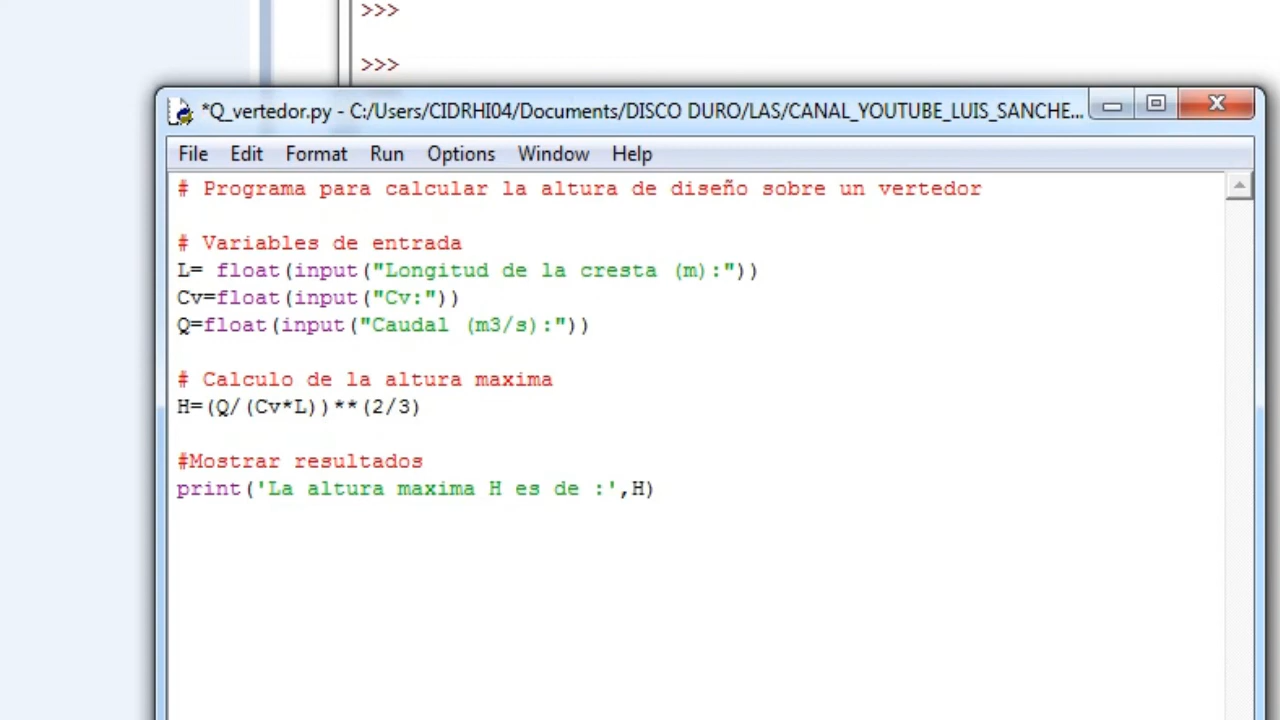 >>>
>>>
*Q_vertedor.py - C:/Users/CIDRHI04/Documents/DISCO DURO/LAS/CANAL_YOUTUBE_LUIS_SANCHE...
File Edit Format Run Options Window Help
# Programa para calcular la altura de diseño sobre un vertedor
# Variables de entrada
L= float(input("Longitud de la cresta (m):"))
Cv=float(input("Cv:"))
Q=float(input("Caudal (m3/s):"))
# Calculo de la altura maxima
H=(Q/(Cv*L))**(2/3)
#Mostrar resultados
print('La altura maxima H es de :',H)